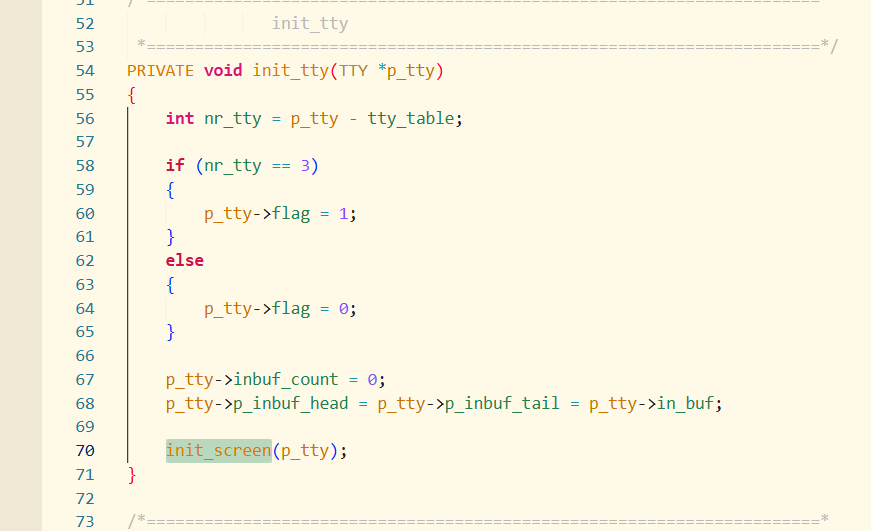 51 /*======================================================================
52 init_tty
53 *======================================================================*/
54 PRIVATE void init_tty(TTY *p_tty)
55 {
56 int nr_tty = p_tty - tty_table;
57
58 if (nr_tty == 3)
59 {
60 p_tty->flag = 1;
61 }
62 else
63 {
64 p_tty->flag = 0;
65 }
66
67 p_tty->inbuf_count = 0;
68 p_tty->p_inbuf_head = p_tty->p_inbuf_tail = p_tty->in_buf;
69
70 init_screen(p_tty);
71 }
72
73 /*======================================================================*